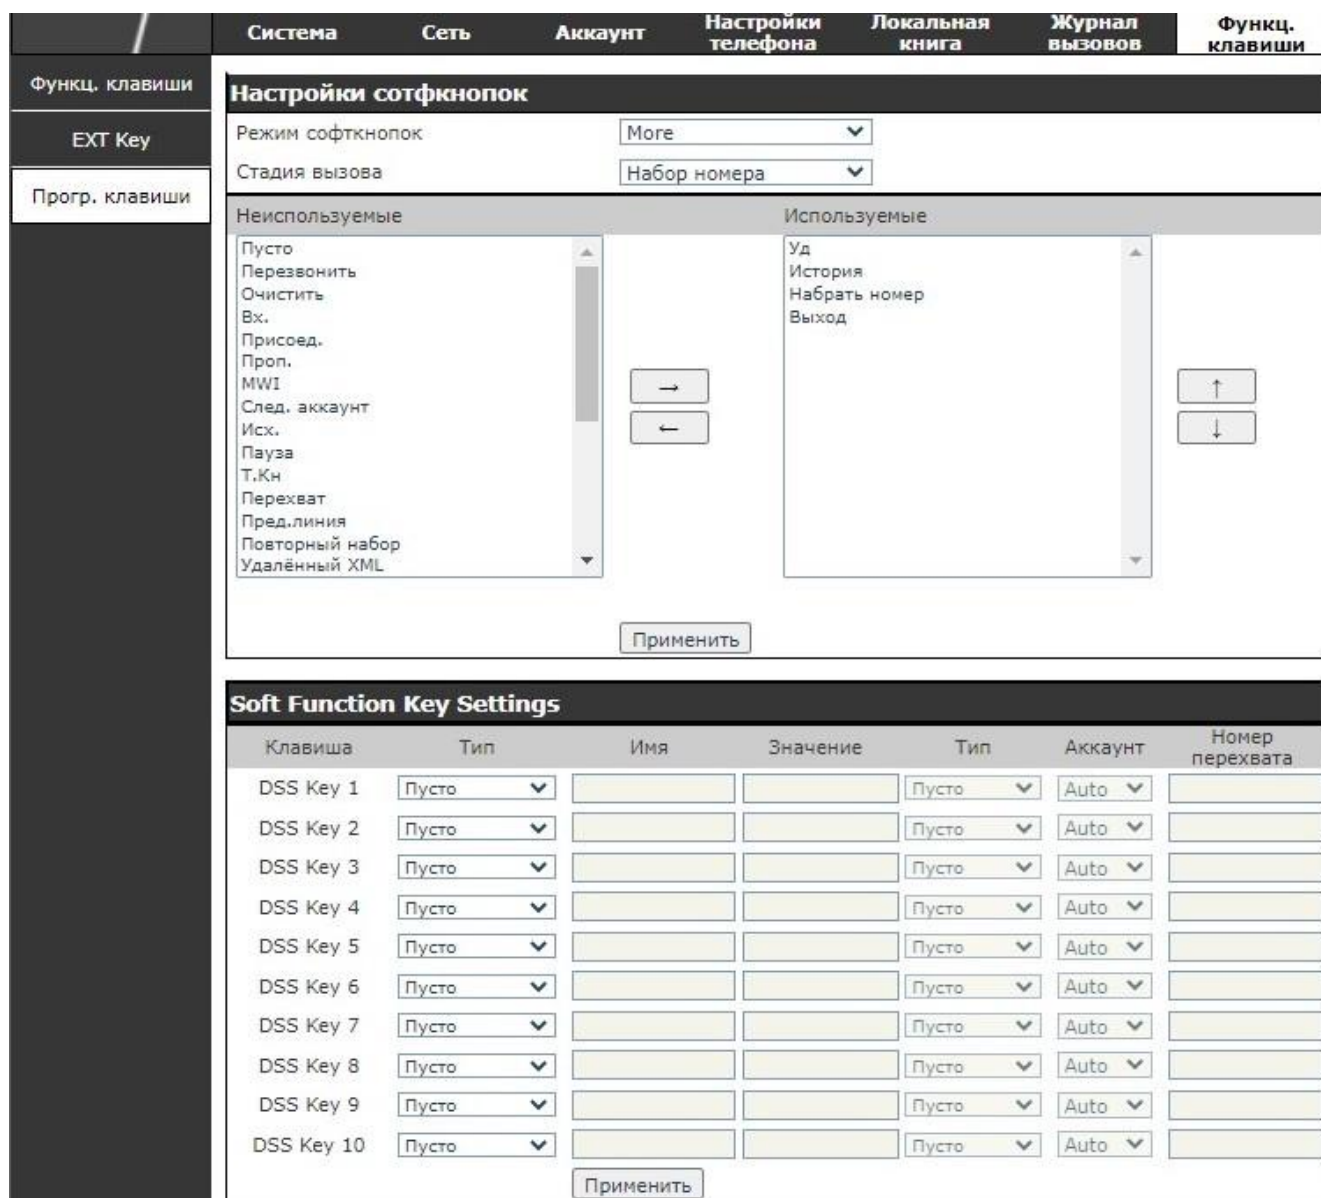 Система Сеть Аккаунт Настройки телефона Локальная книга Журнал вызовов Функц. клавиши
Функц. клавиши
EXT Key
Прогр. клавиши
Настройки сотфкнопок
Режим софткнопок More
Стадия вызова Набор номера
Неиспользуемые Используемые
Пусто
Перезвонить
Очистить
Вх.
Присоед.
Проп.
MWI
След. аккаунт
Исх.
Пауза
Т.Кн
Перехват
Пред.линия
Повторный набор
Удалённый XML
→
←
Уд
История
Набрать номер
Выход
↑
↓
Применить
Soft Function Key Settings
Клавиша Тип Имя Значение Тип Аккаунт Номер перехвата
DSS Key 1 Пусто Пусто Auto
DSS Key 2 Пусто Пусто Auto
DSS Key 3 Пусто Пусто Auto
DSS Key 4 Пусто Пусто Auto
DSS Key 5 Пусто Пусто Auto
DSS Key 6 Пусто Пусто Auto
DSS Key 7 Пусто Пусто Auto
DSS Key 8 Пусто Пусто Auto
DSS Key 9 Пусто Пусто Auto
DSS Key 10 Пусто Пусто Auto
Применить